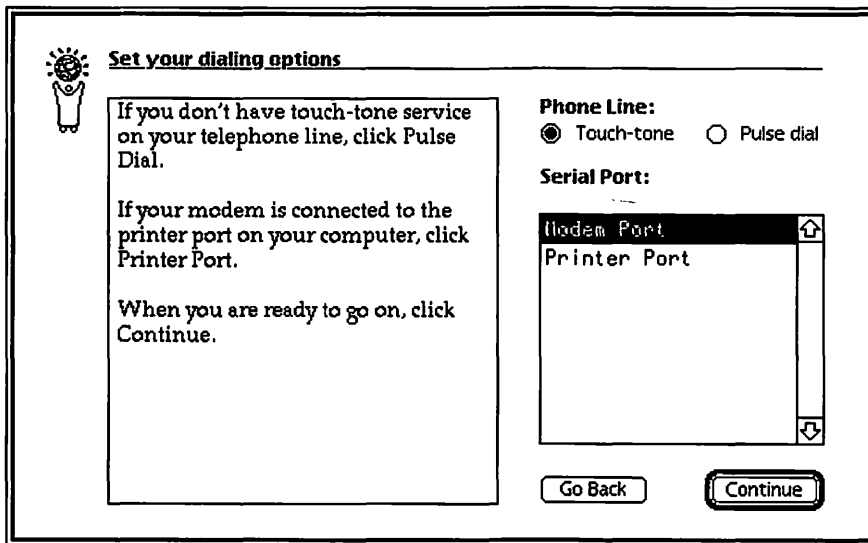 Set your dialing options
If you don't have touch-tone service
on your telephone line, click Pulse
Dial.
If your modem is connected to the
printer port on your computer, click
Printer Port.
When you are ready to go on, click
Continue.
Phone Line:
Touch-tone
Pulse dial
Serial Port:
Modem Port
Printer Port
Go Back
Continue